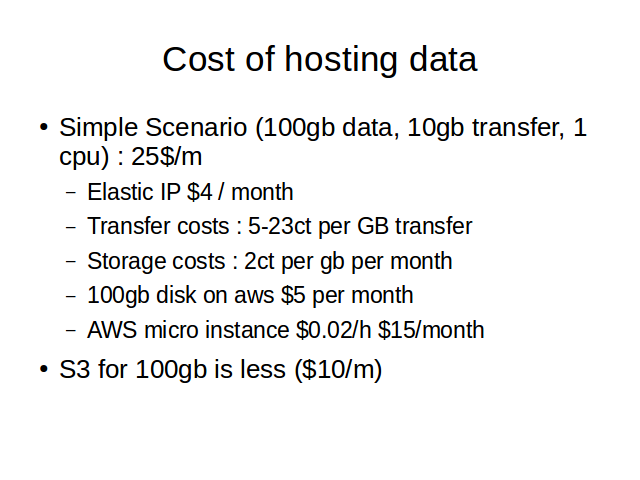 Cost of hosting data
• Simple Scenario (100gb data, 10gb transfer, 1
cpu) : 25$/m
– Elastic IP $4 / month
– Transfer costs : 5-23ct per GB transfer
– Storage costs : 2ct per gb per month
– 100gb disk on aws $5 per month
– AWS micro instance $0.02/h $15/month
• S3 for 100gb is less ($10/m)